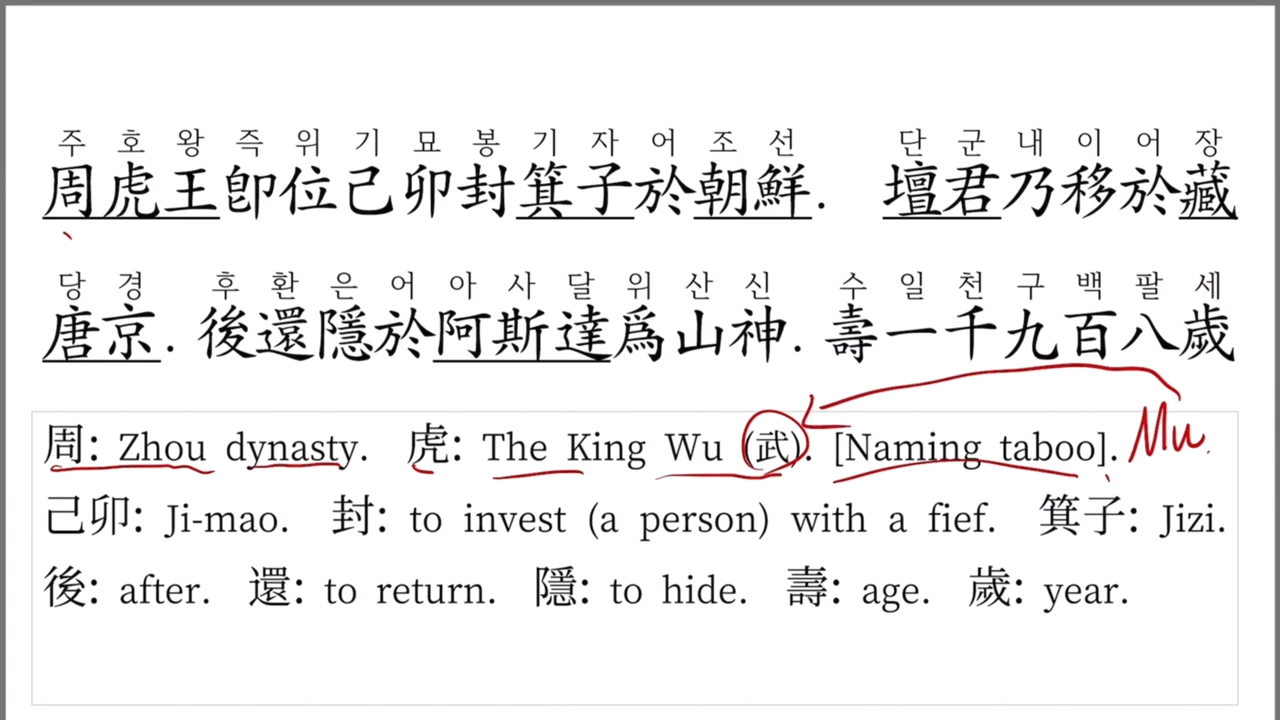 주 호 왕 즉 위 기 묘 봉 기 자 어 조 선 단 군 내 이 어 장
周虎王卽位己卯封箕子於朝鮮. 壇君乃移於藏
당 경 후 환 은 어 아 사 달 위 산 신 수 일 천 구 백 팔 세
唐京. 後還隱於阿斯達爲山神. 壽一千九百八歲
周: Zhou dynasty. 虎: The King Wu (武). [Naming taboo]. Mu
己卯: Ji-mao. 封: to invest (a person) with a fief. 箕子: Jizi.
後: after. 還: to return. 隱: to hide. 壽: age. 歲: year.